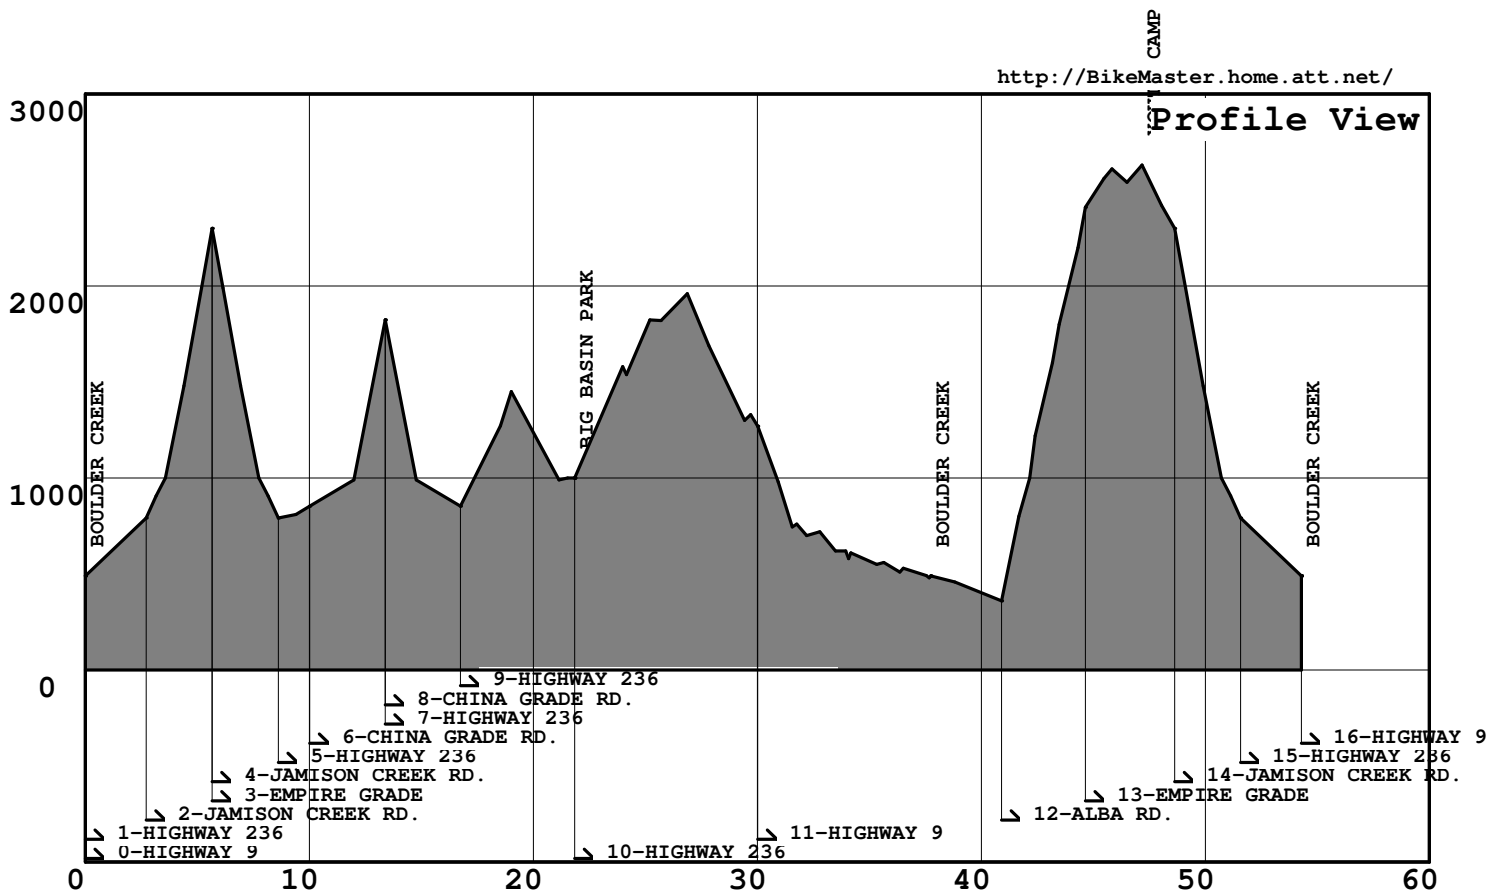 CAMP
http://BikeMaster.home.att.net/
Profile View
3000
2000
1000
0
BOULDER CREEK
BIG BASIN PARK
BOULDER CREEK
BOULDER CREEK
9-HIGHWAY 236
8-CHINA GRADE RD.
7-HIGHWAY 236
6-CHINA GRADE RD.
16-HIGHWAY 9
5-HIGHWAY 236
15-HIGHWAY 236
4-JAMISON CREEK RD.
14-JAMISON CREEK RD.
3-EMPIRE GRADE
13-EMPIRE GRADE
2-JAMISON CREEK RD.
12-ALBA RD.
1-HIGHWAY 236
11-HIGHWAY 9
0-HIGHWAY 9
10-HIGHWAY 236
0 10 20 30 40 50 60